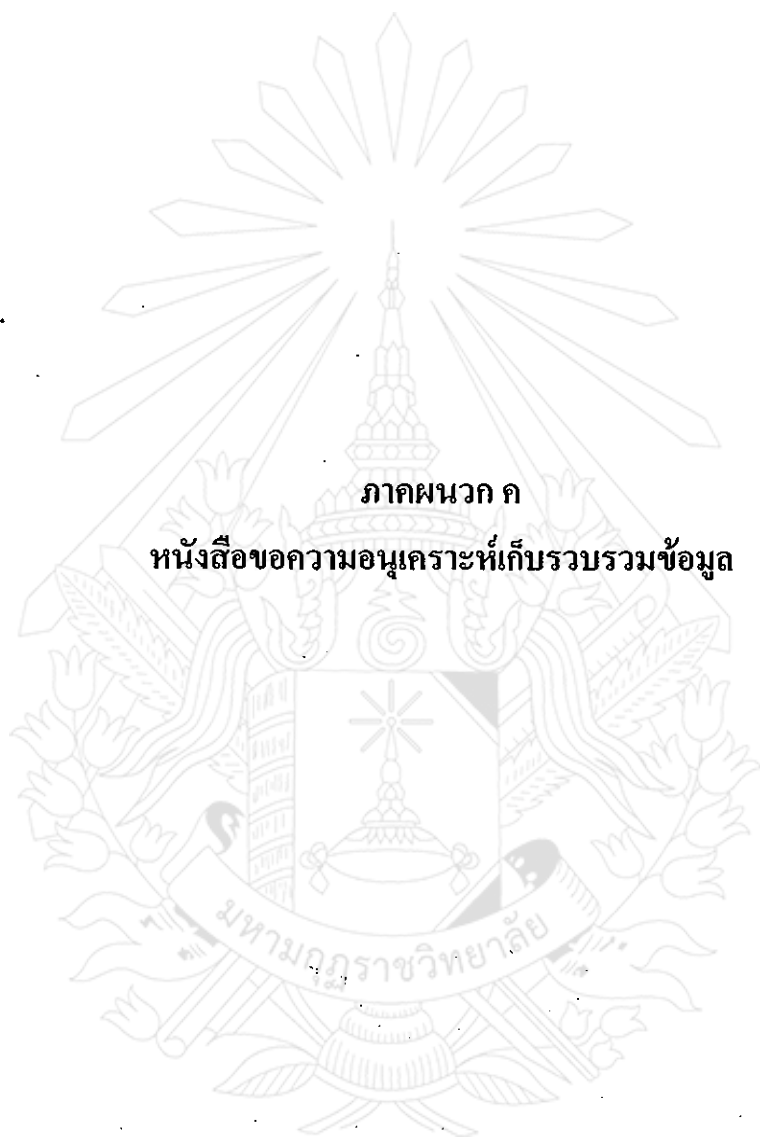 ภาคผนวก ค
หนังสือขอความอนุเคราะห์เก็บรวบรวมข้อมูล
มหามกุฏราชวิทยาลัย